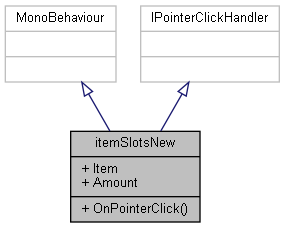 MonoBehaviour
IPointerClickHandler
itemSlotsNew
+ Item
+ Amount
+ OnPointerClick()